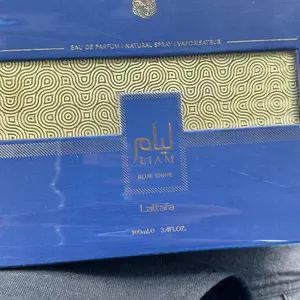 EAU DE PARFUM / NATURAL SPRAY / VAPORISATEUR
ليام
LIAM
BLUE SHINE
Lattafa
100mL℮ 3.4FL.OZ.